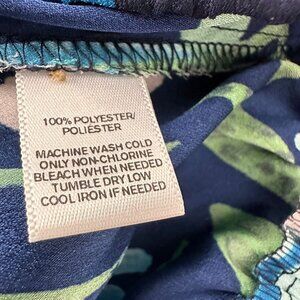 100% POLYESTER/
POLIESTER
MACHINE WASH COLD
ONLY NON-CHLORINE
BLEACH WHEN NEEDED
TUMBLE DRY LOW
COOL IRON IF NEEDED